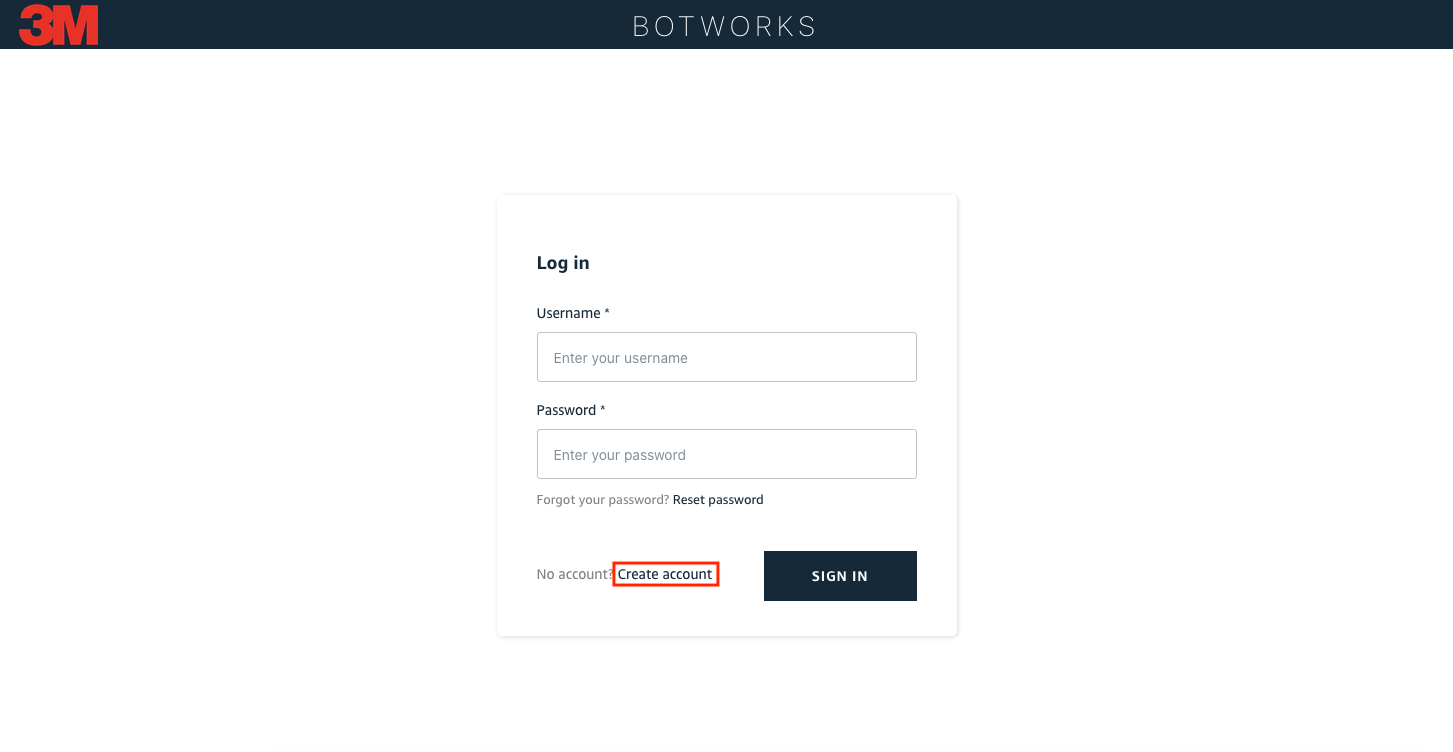 3M
BOTWORKS
Log in
Username *
Enter your username
Password *
Enter your password
Forgot your password? Reset password
No account? Create account
SIGN IN